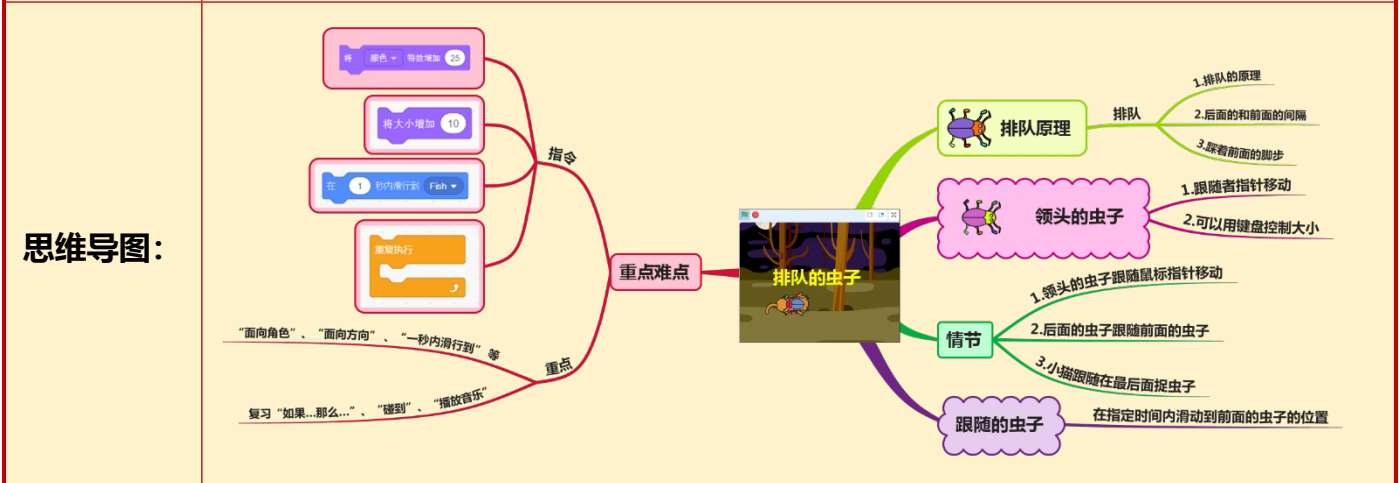 思维导图：
将 颜色 特效增加 25
将大小增加 10
在 1 秒内滑行到 Fish
重复执行
指令
“面向角色”、“面向方向”、“一秒内滑行到”等
复习“如果...那么...”、“碰到”、“播放音乐”
重点
重点难点
排队的虫子
排队原理
排队
1.排队的原理
2.后面的和前面的间隔
3.踩着前面的脚步
领头的虫子
1.跟随者指针移动
2.可以用键盘控制大小
情节
1.领头的虫子跟随鼠标指针移动
2.后面的虫子跟随前面的虫子
3.小猫跟随在最后面捉虫子
跟随的虫子
在指定时间内滑动到前面的虫子的位置